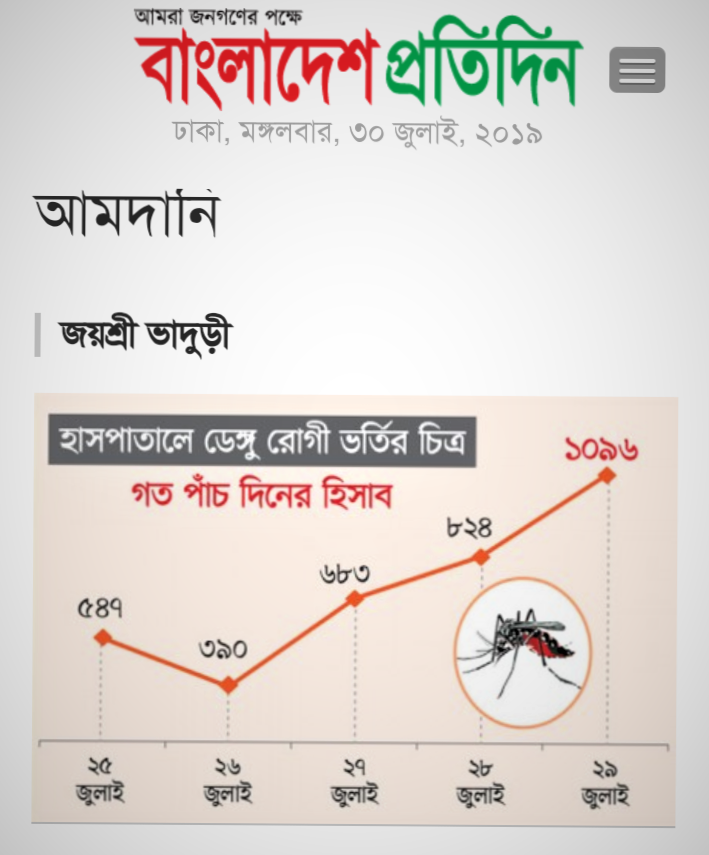 আমরা জনগণের পক্ষে
বাংলাদেশ প্রতিদিন
ঢাকা, মঙ্গলবার, ৩০ জুলাই, ২০১৯
আমদানি
জয়শ্রী ভাদুড়ী
হাসপাতালে ডেঙ্গু রোগী ভর্তির চিত্র
গত পাঁচ দিনের হিসাব
৫৪৭
৩৯০
৬৮৩
৮২৪
১০৯৬
২৫ জুলাই
২৬ জুলাই
২৭ জুলাই
২৮ জুলাই
২৯ জুলাই